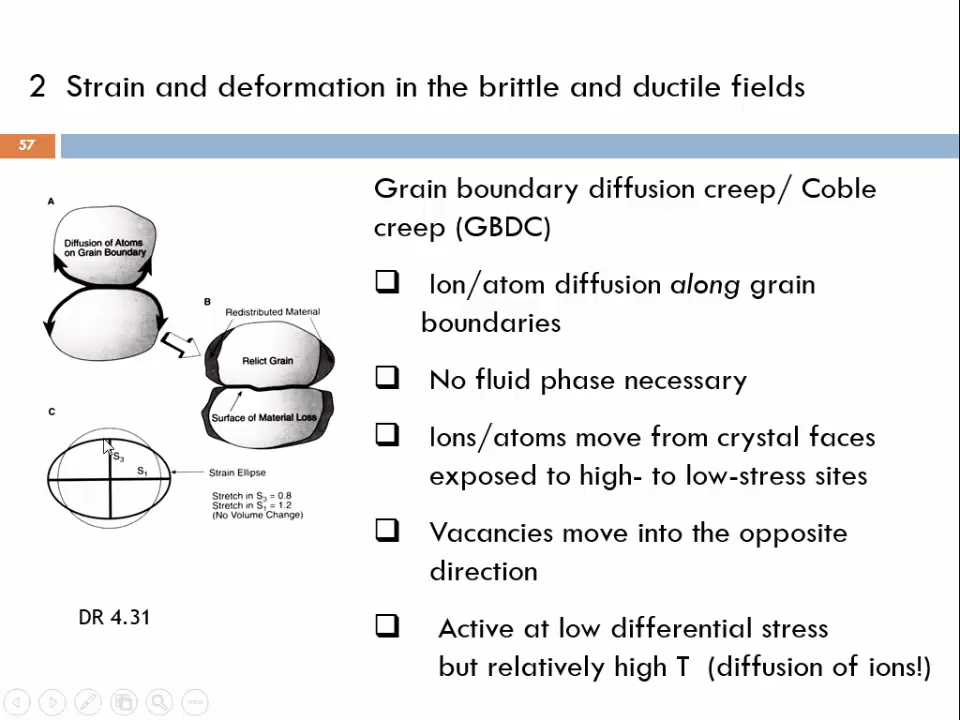 2 Strain and deformation in the brittle and ductile fields
57
A
Diffusion of Atoms
on Grain Boundary
B
Redistributed Material
Relict Grain
Surface of Material Loss
C
S₃
S₁
Strain Ellipse
Stretch in S₃ = 0.8
Stretch in S₁ = 1.2
(No Volume Change)
DR 4.31
Grain boundary diffusion creep/ Coble
creep (GBDC)
Ion/atom diffusion along grain
boundaries
No fluid phase necessary
Ions/atoms move from crystal faces
exposed to high- to low-stress sites
Vacancies move into the opposite
direction
Active at low differential stress
but relatively high T (diffusion of ions!)